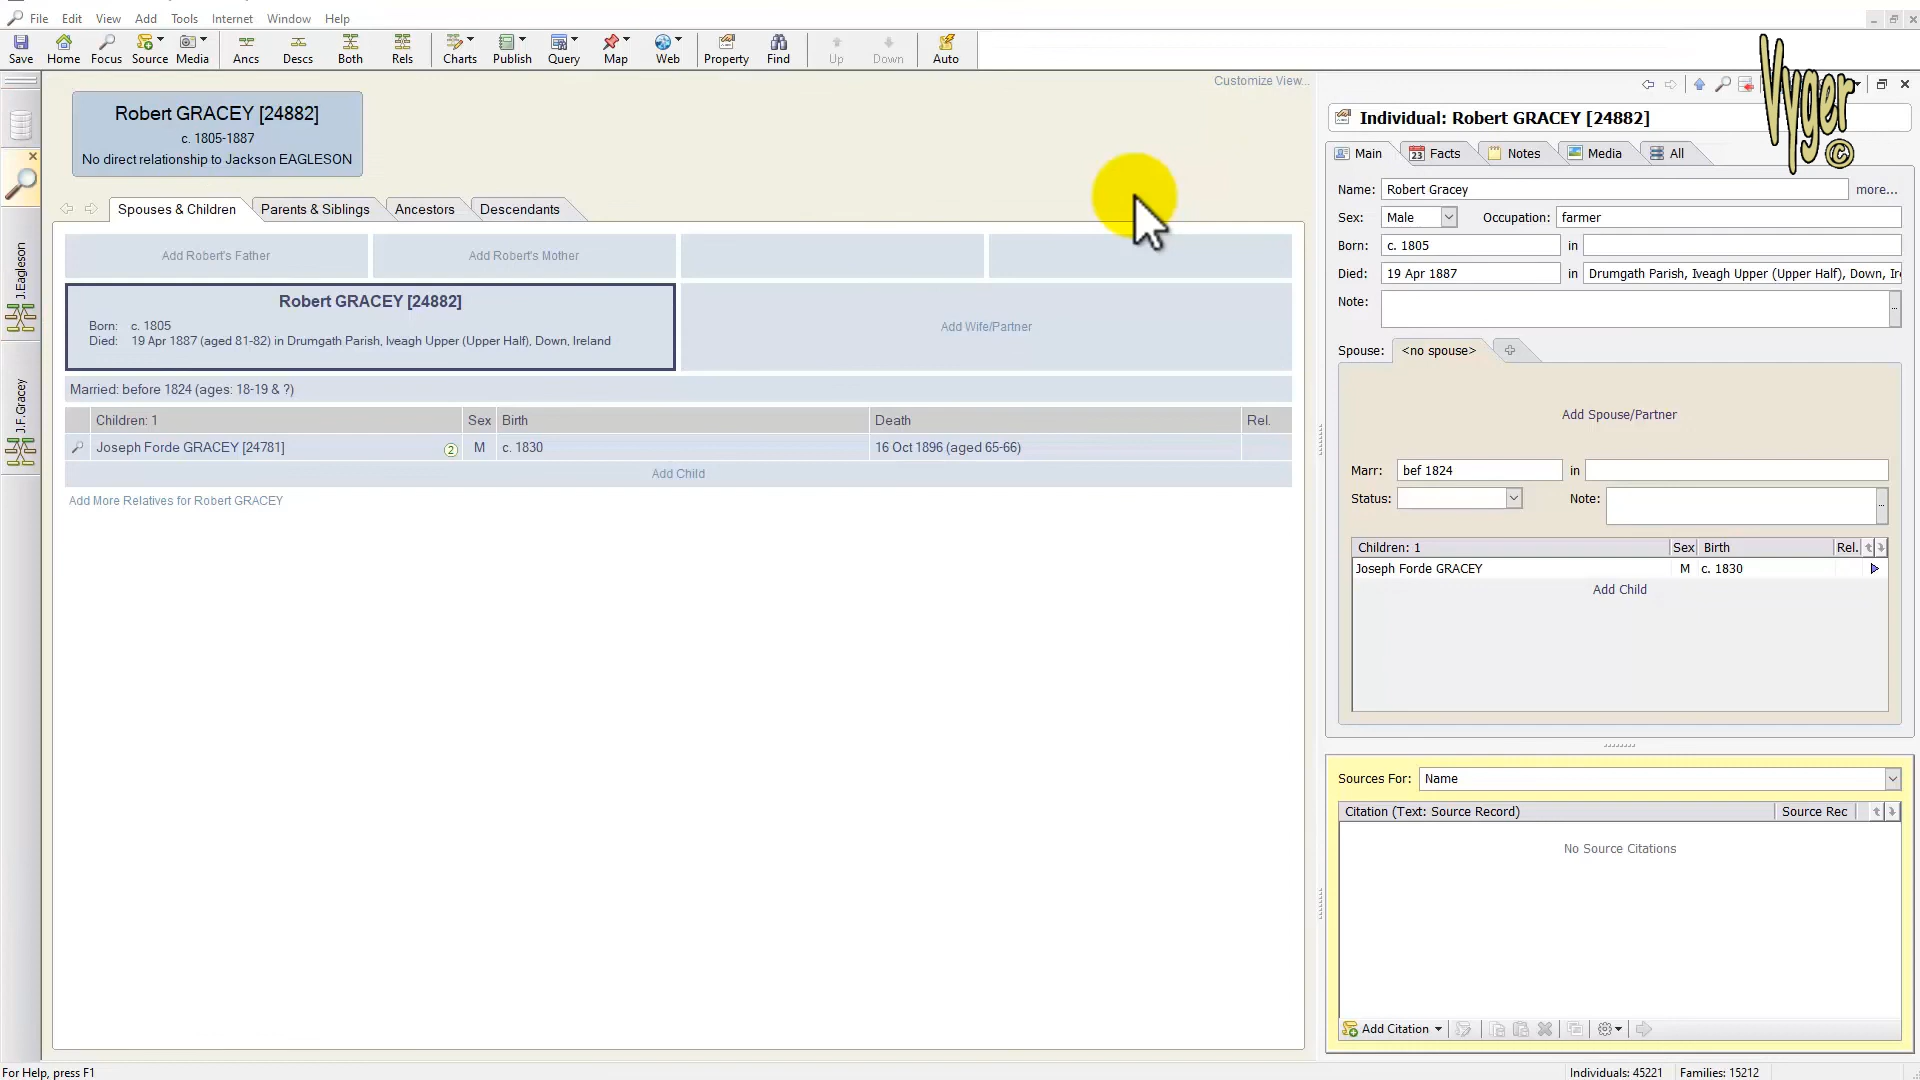 File Edit View Add Tools Internet Window Help
Save Home Focus Source Media Ancs Descs Both Rels Charts Publish Query Map Web Property Find Up Down Auto
Customize View...
Vyger ©
Robert GRACEY [24882]
c. 1805-1887
No direct relationship to Jackson EAGLESON
J.Eagleson
J.F.Gracey
Spouses & Children Parents & Siblings Ancestors Descendants
Add Robert's Father Add Robert's Mother
Robert GRACEY [24882]
Born: c. 1805
Died: 19 Apr 1887 (aged 81-82) in Drumgath Parish, Iveagh Upper (Upper Half), Down, Ireland
Add Wife/Partner
Married: before 1824 (ages: 18-19 & ?)
Children: 1 Sex Birth Death Rel.
Joseph Forde GRACEY [24781] 2 M c. 1830 16 Oct 1896 (aged 65-66)
Add Child
Add More Relatives for Robert GRACEY
Individual: Robert GRACEY [24882]
Main 23 Facts Notes Media All
Name: Robert Gracey more...
Sex: Male Occupation: farmer
Born: c. 1805 in
Died: 19 Apr 1887 in Drumgath Parish, Iveagh Upper (Upper Half), Down, Ir
Note: ...
Spouse: <no spouse>
Add Spouse/Partner
Marr: bef 1824 in
Status: Note: ...
Children: 1 Sex Birth Rel.
Joseph Forde GRACEY M c. 1830
Add Child
Sources For: Name
Citation (Text: Source Record) Source Rec
No Source Citations
Add Citation
For Help, press F1 Individuals: 45221 Families: 15212